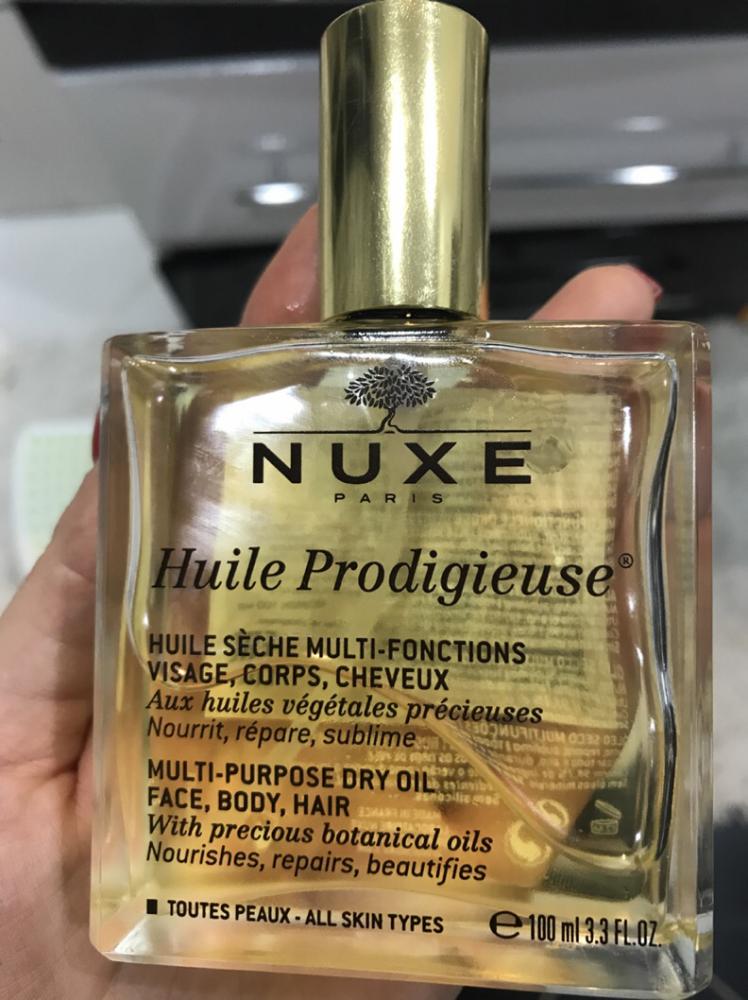 NUXE
PARIS
Huile Prodigieuse®
HUILE SÈCHE MULTI-FONCTIONS
VISAGE, CORPS, CHEVEUX
Aux huiles végétales précieuses
Nourrit, répare, sublime
MULTI-PURPOSE DRY OIL
FACE, BODY, HAIR
With precious botanical oils
Nourishes, repairs, beautifies
■ TOUTES PEAUX - ALL SKIN TYPES
℮ 100 ml 3.3 FL.OZ.